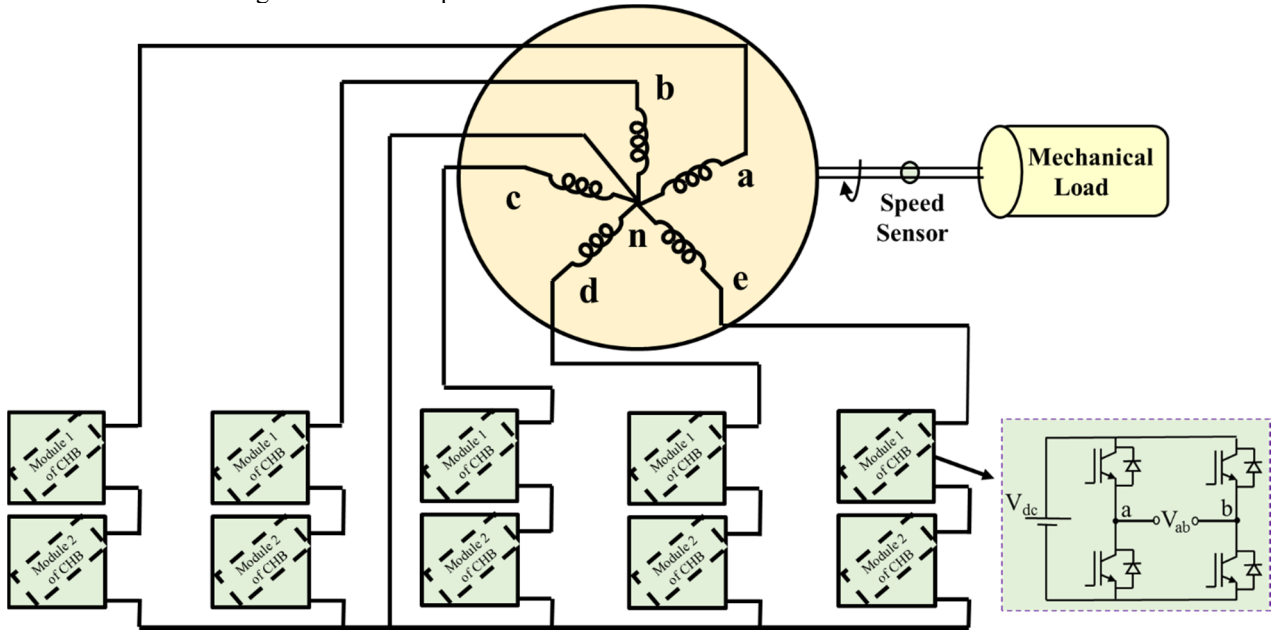 b
a
c
n
d
e
Mechanical
Load
Speed
Sensor
Module 1
of CHB
Module 1
of CHB
Module 1
of CHB
Module 1
of CHB
Module 1
of CHB
Module 2
of CHB
Module 2
of CHB
Module 2
of CHB
Module 2
of CHB
Module 2
of CHB
Vdc
a
Vab
b